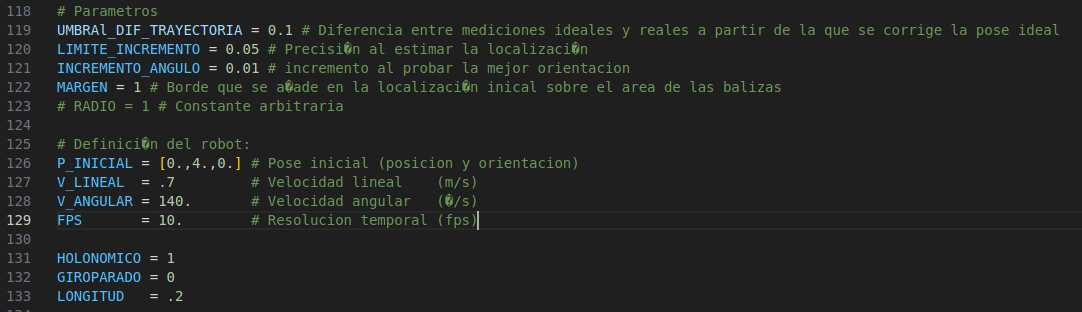 118 # Parametros
119 UMBRAl_DIF_TRAYECTORIA = 0.1 # Diferencia entre mediciones ideales y reales a partir de la que se corrige la pose ideal
120 LIMITE_INCREMENTO = 0.05 # Precisi�n al estimar la localizaci�n
121 INCREMENTO_ANGULO = 0.01 # incremento al probar la mejor orientacion
122 MARGEN = 1 # Borde que se a�ade en la localizaci�n inical sobre el area de las balizas
123 # RADIO = 1 # Constante arbitraria
124
125 # Definici�n del robot:
126 P_INICIAL = [0.,4.,0.] # Pose inicial (posicion y orientacion)
127 V_LINEAL  = .7        # Velocidad lineal    (m/s)
128 V_ANGULAR = 140.      # Velocidad angular   (�/s)
129 FPS       = 10.       # Resolucion temporal (fps)
130
131 HOLONOMICO = 1
132 GIROPARADO = 0
133 LONGITUD   = .2